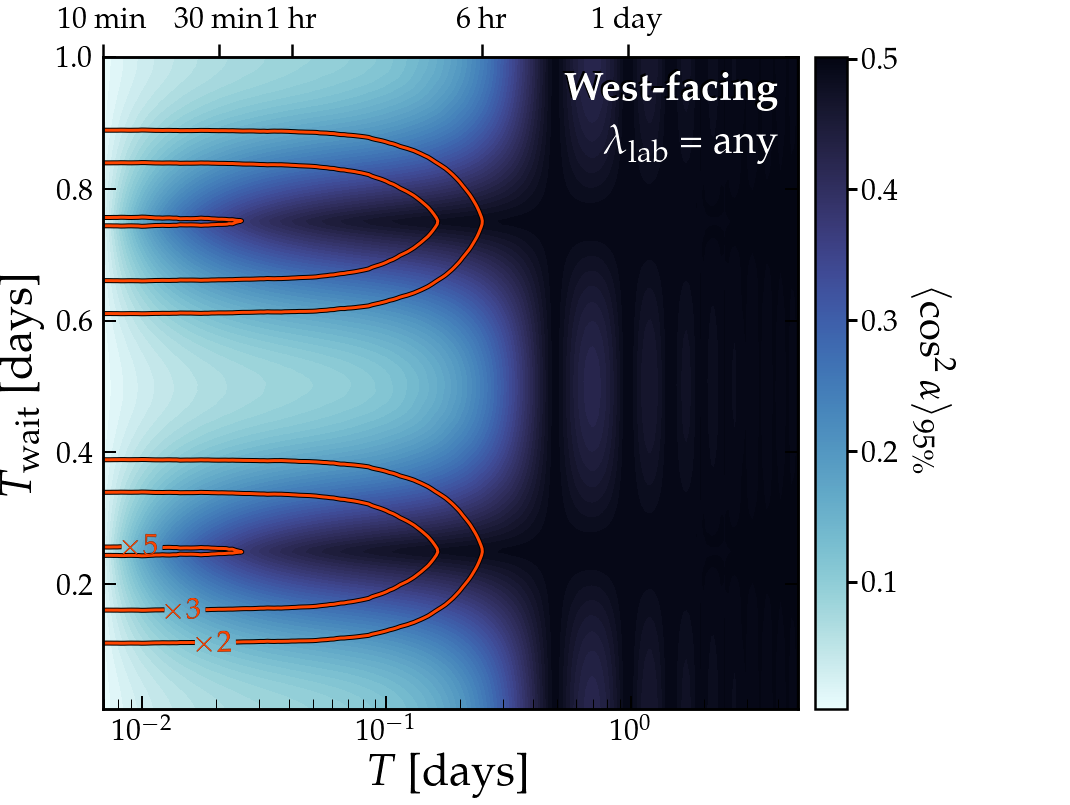 10 min 30 min 1 hr 6 hr 1 day
West-facing
λ_lab = any
1.0
0.8
0.6
0.4
0.2
T_wait [days]
×5
×3
×2
10⁻² 10⁻¹ 10⁰
T [days]
0.5
0.4
0.3
0.2
0.1
⟨cos² α⟩95%